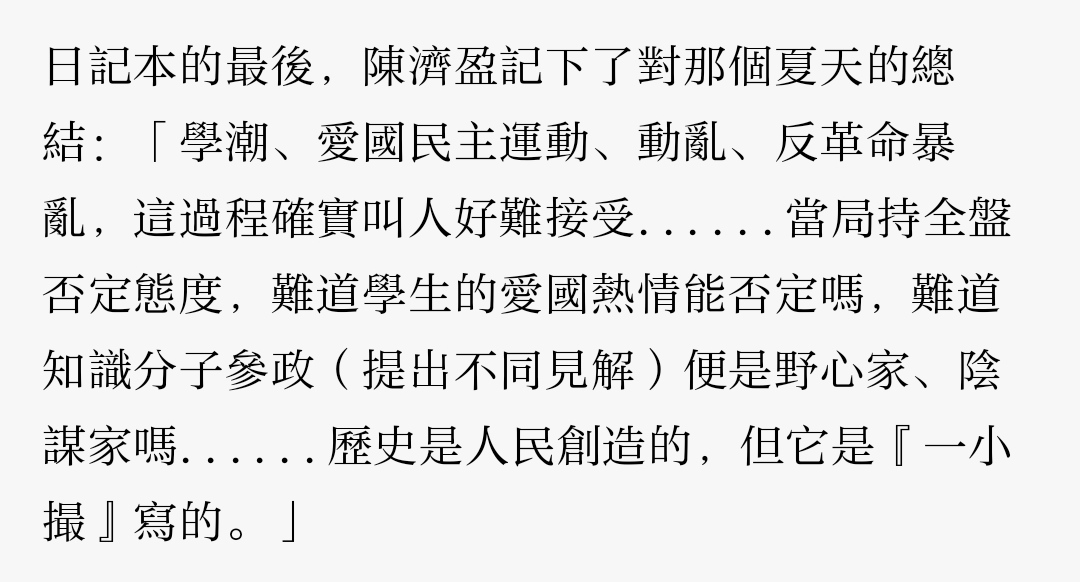 日記本的最後，陳濟盈記下了對那個夏天的總
結：「學潮、愛國民主運動、動亂、反革命暴
亂，這過程確實叫人好難接受......當局持全盤
否定態度，難道學生的愛國熱情能否定嗎，難道
知識分子參政（提出不同見解）便是野心家、陰
謀家嗎......歷史是人民創造的，但它是『一小
撮』寫的。」